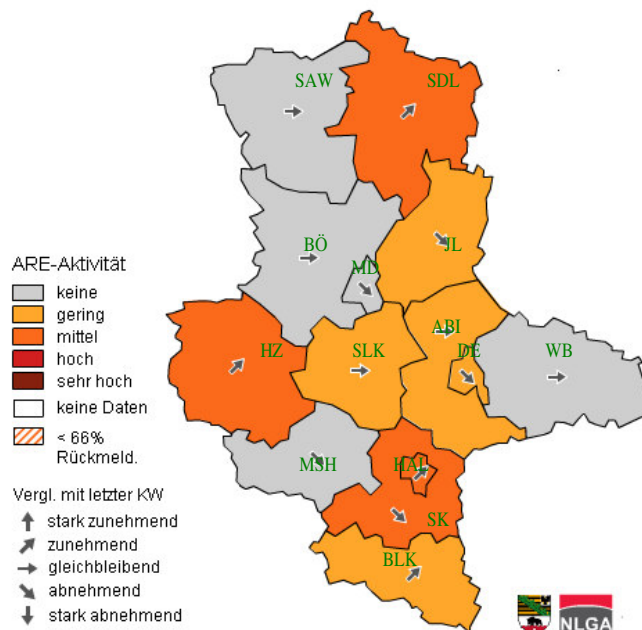 SAW
SDL
BÖ
MD
JL
ARE-Aktivität
keine
gering
mittel
hoch
sehr hoch
keine Daten
< 66%
Rückmeld.
HZ
SLK
ABI
DE
WB
MSH
HAL
SK
BLK
Vergl. mit letzter KW
stark zunehmend
zunehmend
gleichbleibend
abnehmend
stark abnehmend
NLGA